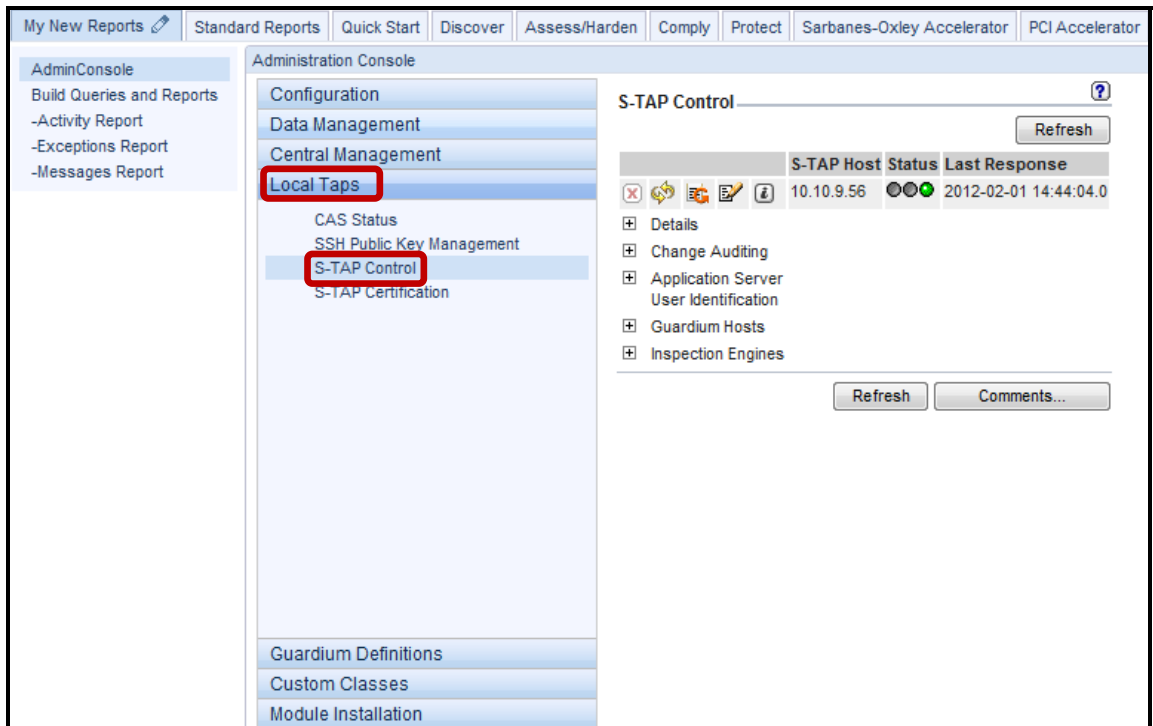 My New Reports
Standard Reports
Quick Start
Discover
Assess/Harden
Comply
Protect
Sarbanes-Oxley Accelerator
PCI Accelerator
AdminConsole
Build Queries and Reports
-Activity Report
-Exceptions Report
-Messages Report
Administration Console
Configuration
Data Management
Central Management
Local Taps
CAS Status
SSH Public Key Management
S-TAP Control
S-TAP Certification
Guardium Definitions
Custom Classes
Module Installation
S-TAP Control
?
Refresh
S-TAP Host Status Last Response
i 10.10.9.56 2012-02-01 14:44:04.0
Details
Change Auditing
Application Server
User Identification
Guardium Hosts
Inspection Engines
Refresh
Comments...